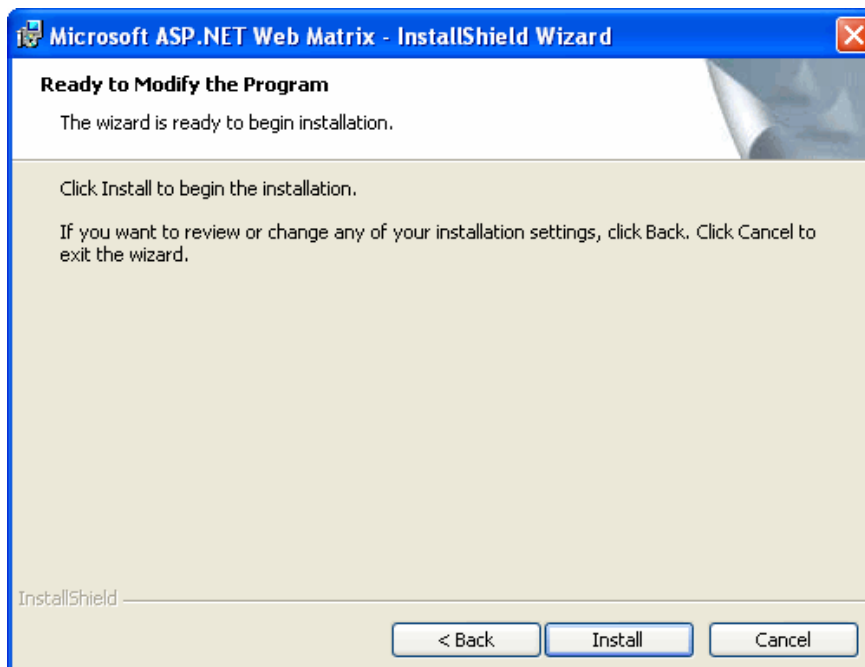 Microsoft ASP.NET Web Matrix - InstallShield Wizard
Ready to Modify the Program
The wizard is ready to begin installation.
Click Install to begin the installation.
If you want to review or change any of your installation settings, click Back. Click Cancel to
exit the wizard.
InstallShield
< Back Install Cancel